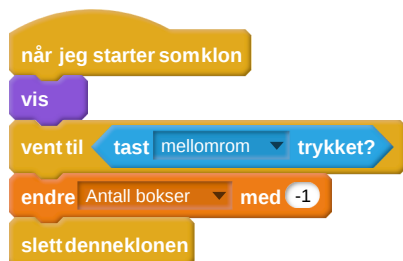 når jeg starter som klon
vis
vent til tast mellomrom trykket?
endre Antall bokser med -1
slett denne klonen